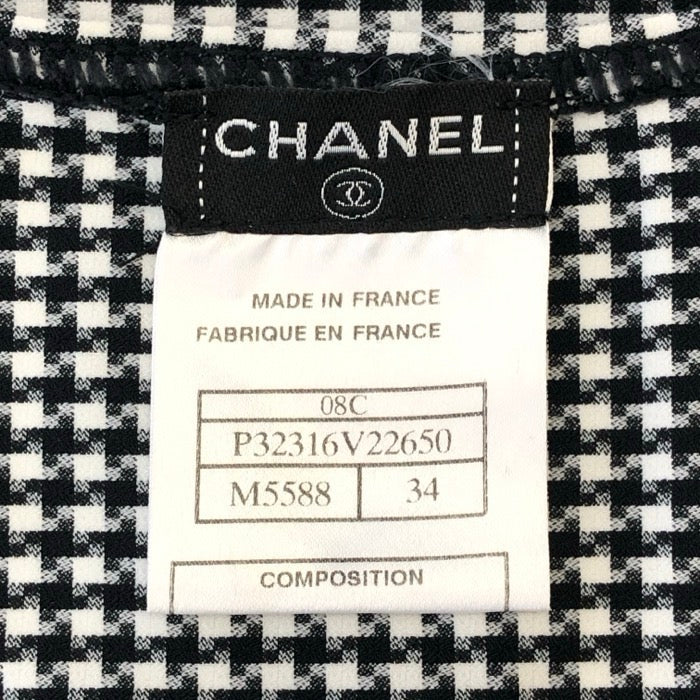 CHANEL
MADE IN FRANCE
FABRIQUE EN FRANCE
08C
P32316V22650
M5588 34
COMPOSITION